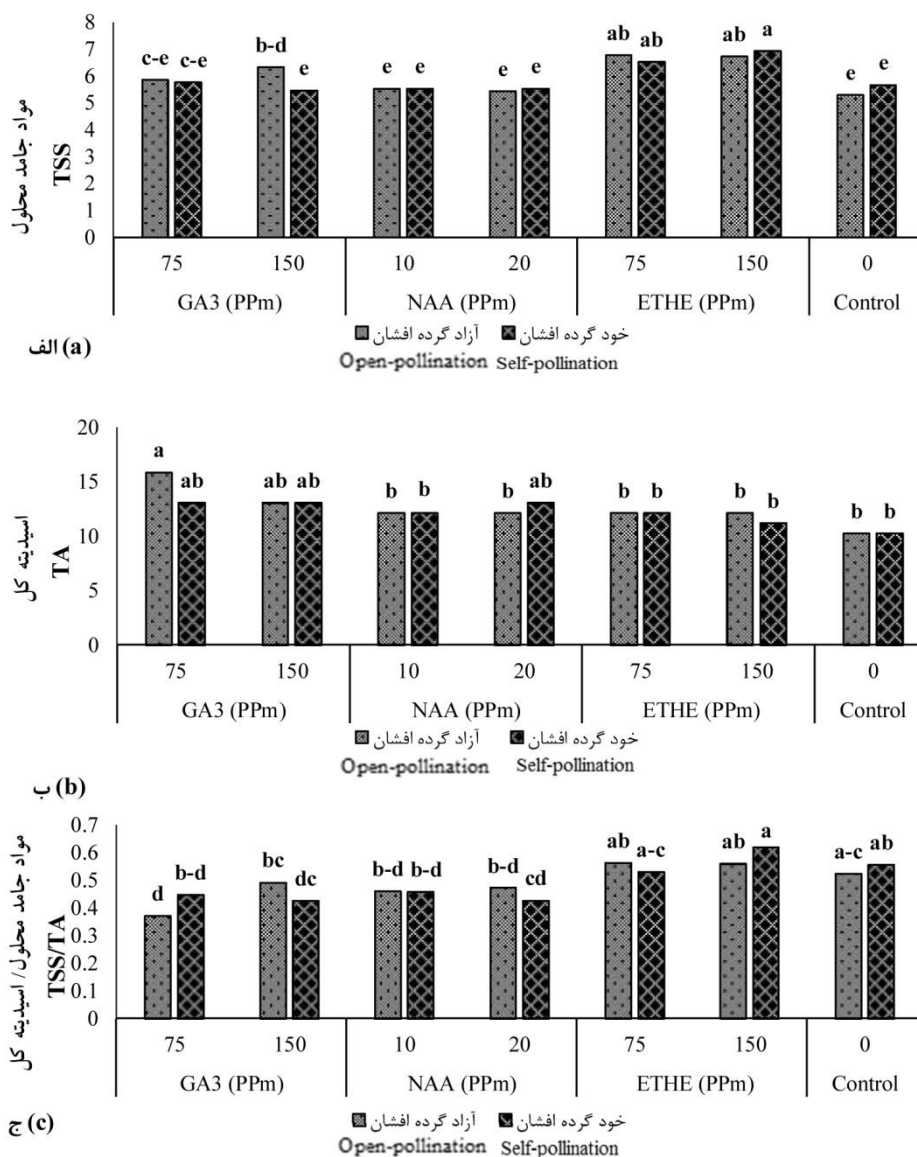 مواد جامد محلول
TSS
8
7
6
5
4
3
2
1
0
c-e c-e b-d e e e e e ab ab ab a e e
75 150 10 20 75 150 0
GA3 (PPm) NAA (PPm) ETHE (PPm) Control
آزاد گرده افشان خود گرده افشان
Open-pollination Self-pollination
الف (a)
اسیدیته کل
TA
20
15
10
5
0
a ab ab ab b b b ab b b b b b b
75 150 10 20 75 150 0
GA3 (PPm) NAA (PPm) ETHE (PPm) Control
آزاد گرده افشان خود گرده افشان
Open-pollination Self-pollination
ب (b)
مواد جامد محلول/ اسیدیته کل
TSS/TA
0.7
0.6
0.5
0.4
0.3
0.2
0.1
0
d b-d bc dc b-d b-d b-d cd ab a-c ab a a-c ab
75 150 10 20 75 150 0
GA3 (PPm) NAA (PPm) ETHE (PPm) Control
آزاد گرده افشان خود گرده افشان
Open-pollination Self-pollination
ج (c)